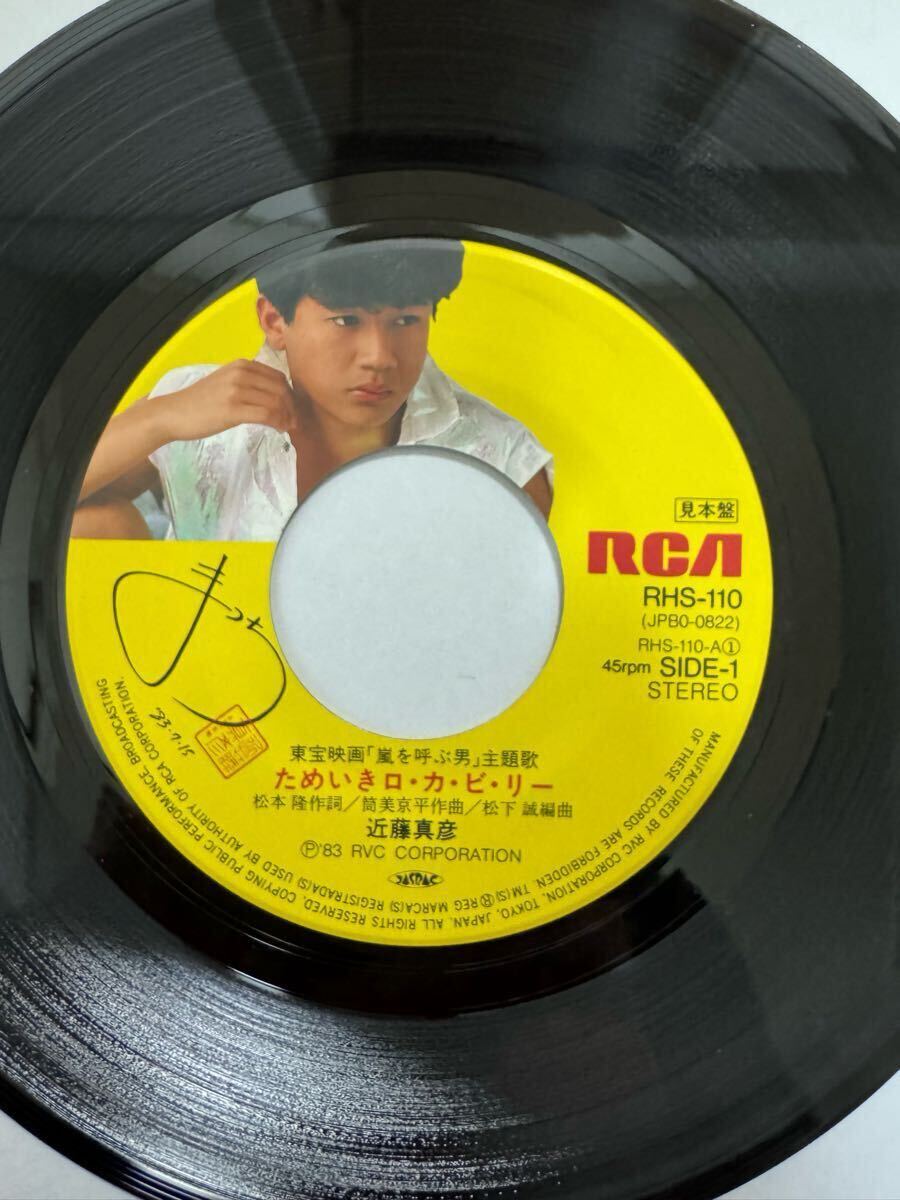 見本盤
RCA
RHS-110
(JPBO-0822)
RHS-110-A①
45rpm SIDE-1
STEREO
まっち
東宝映画「嵐を呼ぶ男」主題歌
ためいきロ・カ・ビ・リー
松本 隆作詞／筒美京平作曲／松下 誠編曲
近藤真彦
Ⓟ'83 RVC CORPORATION
JASRAC
MANUFACTURED BY RVC CORPORATION, TOKYO, JAPAN. ALL RIGHTS RESERVED. COPYING PUBLIC PERFORMANCE, BROADCASTING
OF THESE RECORDS ARE FORBIDDEN. TM(S) ® REG. MARCA(S) REGISTRADA(S) USED BY AUTHORITY OF RCA CORPORATION.